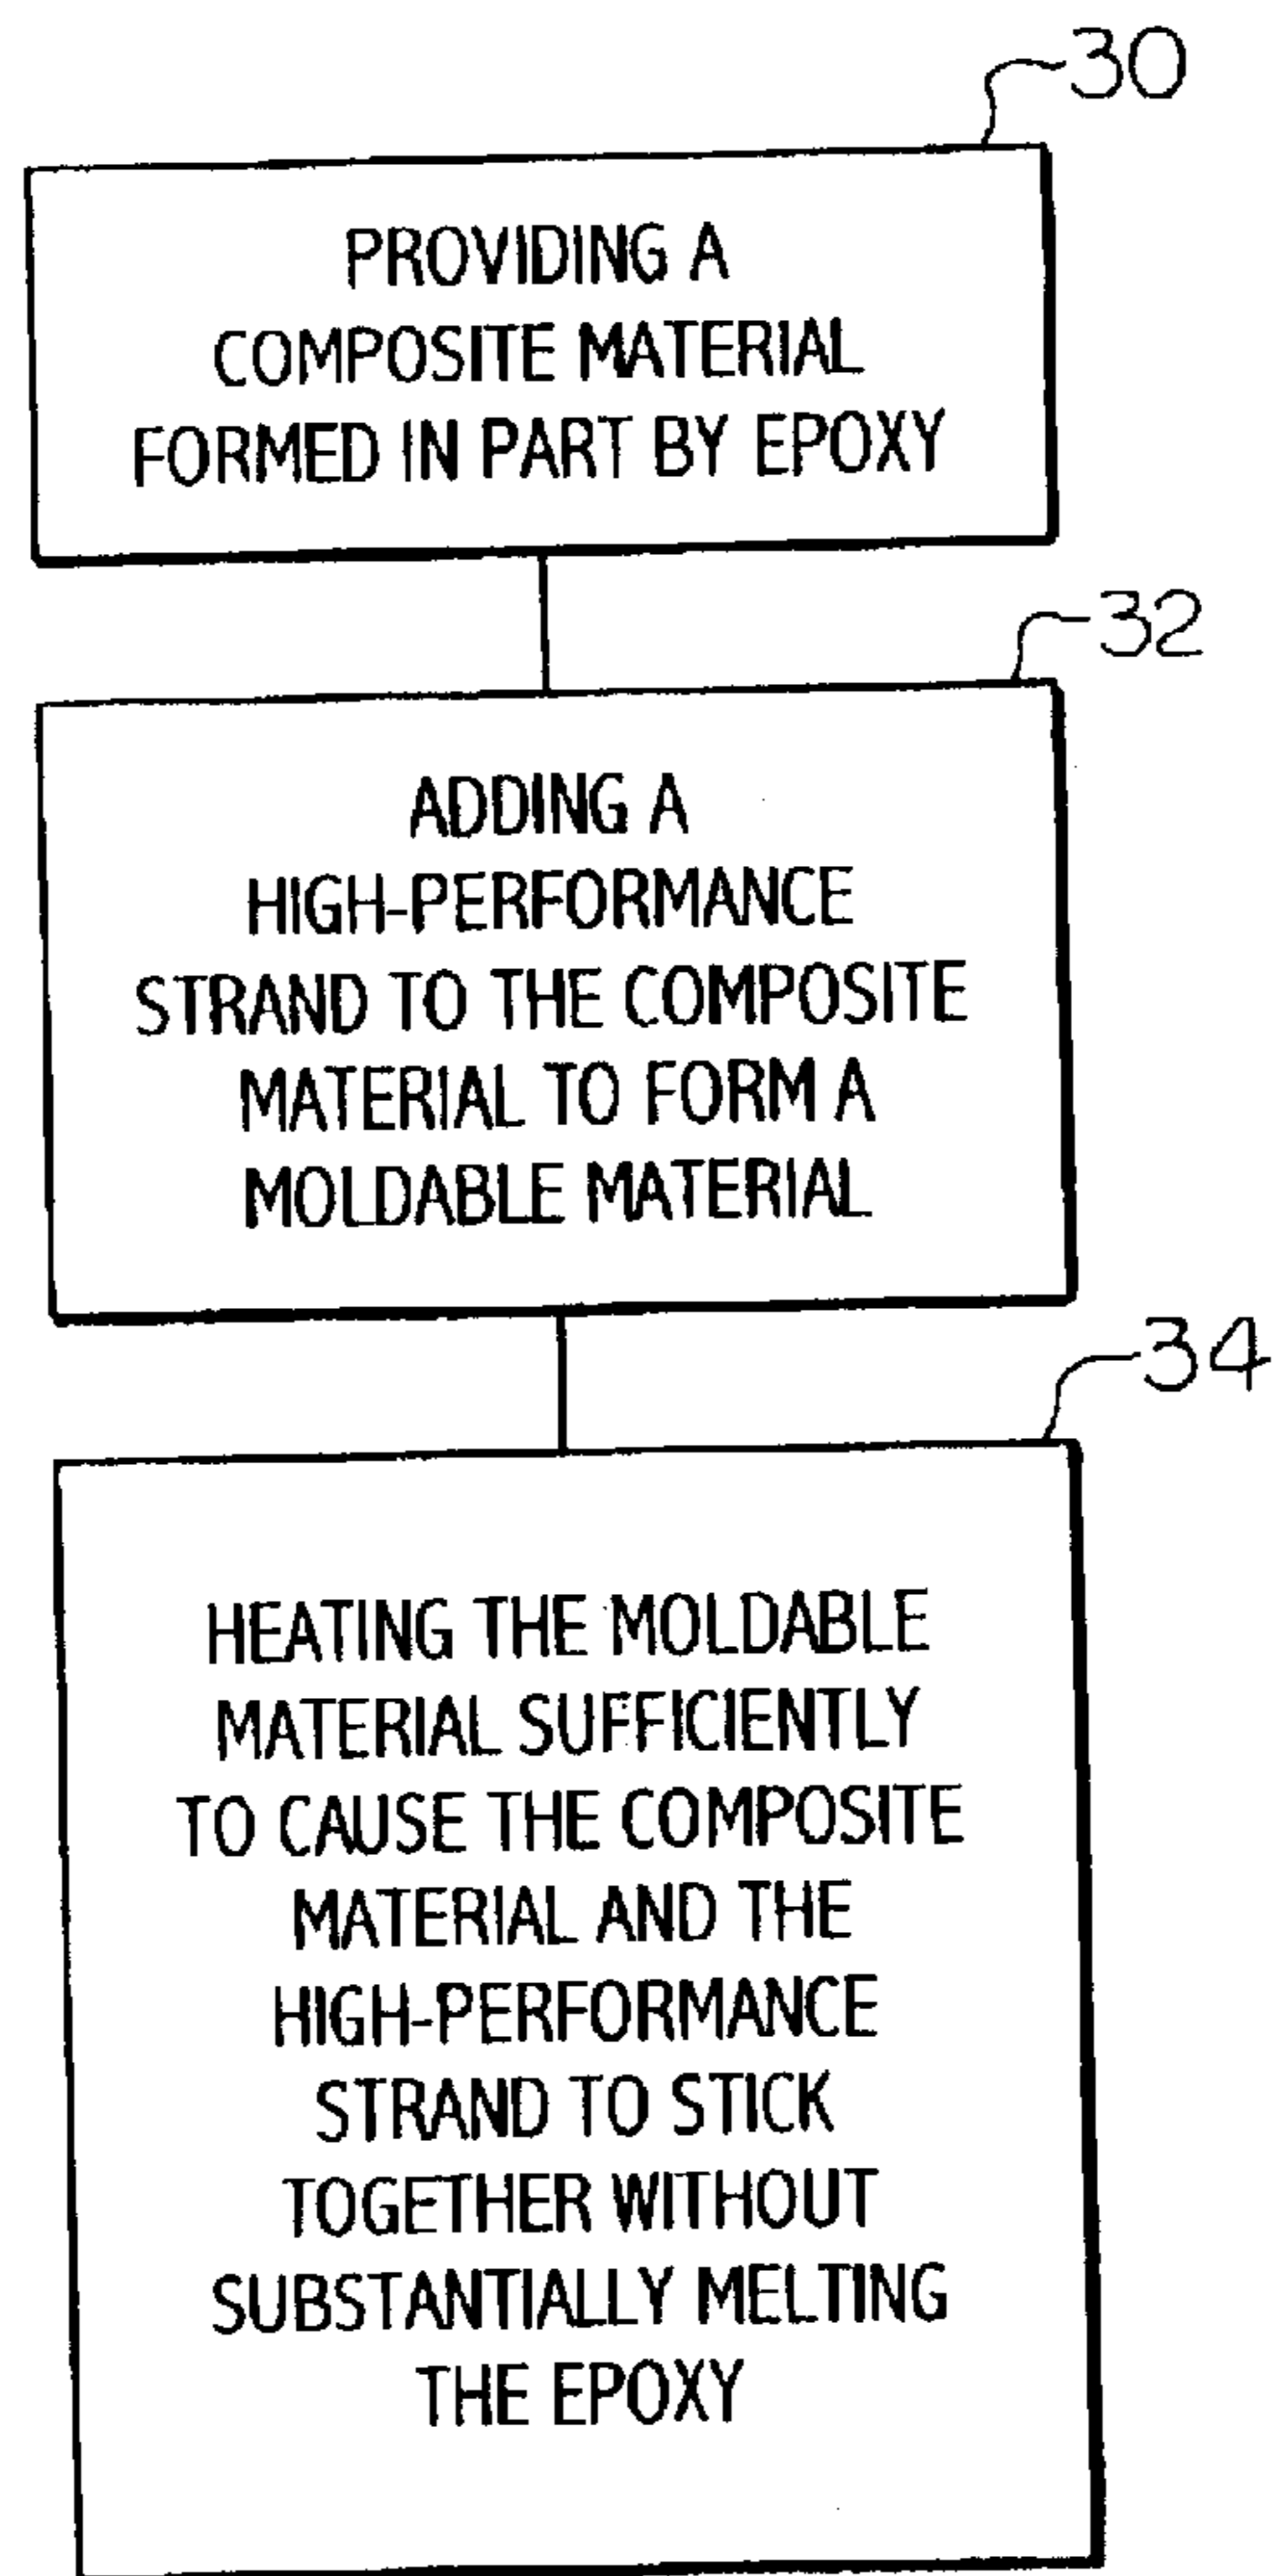 30
PROVIDING A
COMPOSITE MATERIAL
FORMED IN PART BY EPOXY
32
ADDING A
HIGH-PERFORMANCE
STRAND TO THE COMPOSITE
MATERIAL TO FORM A
MOLDABLE MATERIAL
34
HEATING THE MOLDABLE
MATERIAL SUFFICIENTLY
TO CAUSE THE COMPOSITE
MATERIAL AND THE
HIGH-PERFORMANCE
STRAND TO STICK
TOGETHER WITHOUT
SUBSTANTIALLY MELTING
THE EPOXY